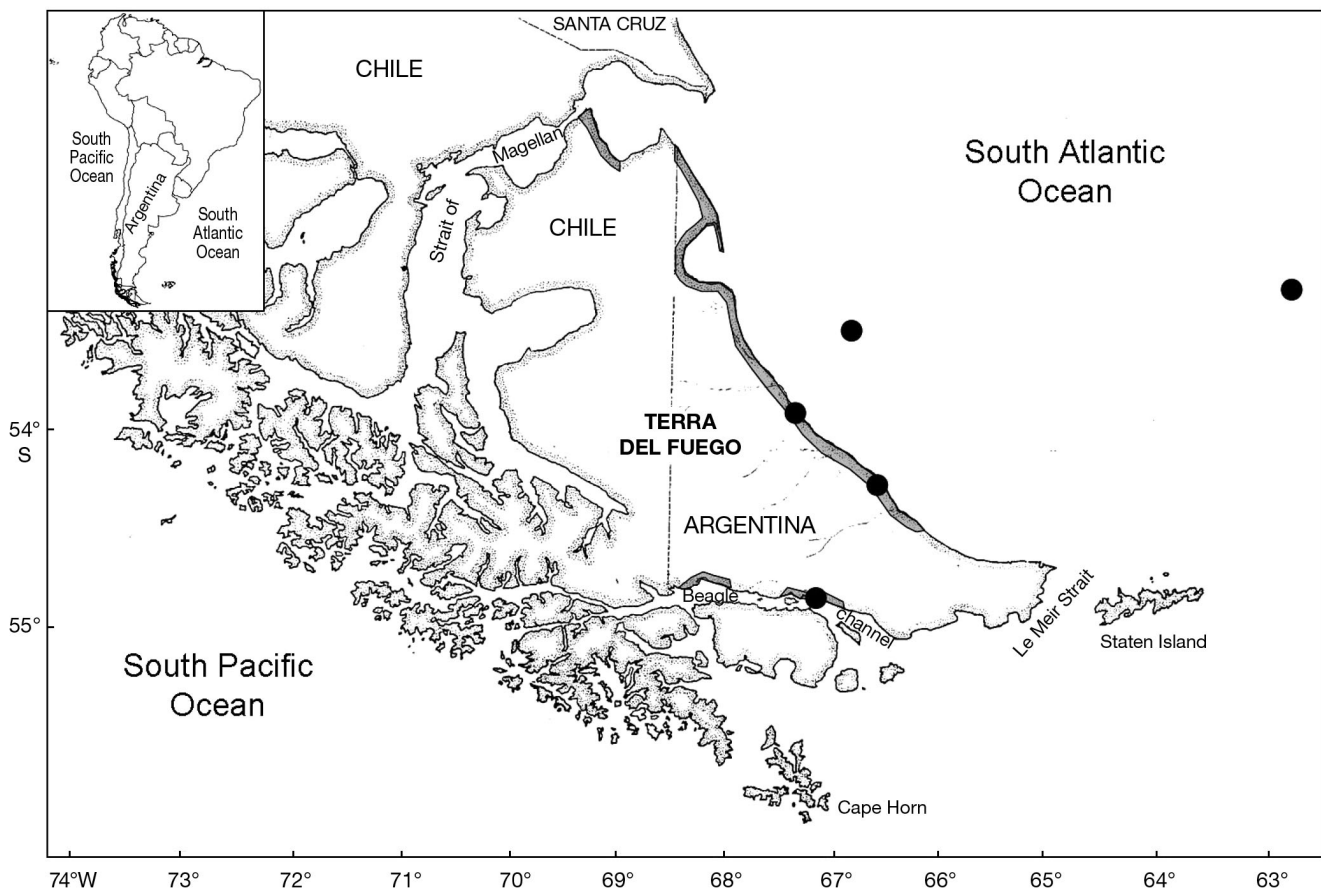 SANTA CRUZ
CHILE
South
Pacific
Ocean
Argentina
South
Atlantic
Ocean
Magellan
Strait of
CHILE
South Atlantic
Ocean
54°
S
TERRA
DEL FUEGO
ARGENTINA
Beagle
Channel
Le Meir Strait
Staten Island
55°
South Pacific
Ocean
Cape Horn
74°W 73° 72° 71° 70° 69° 68° 67° 66° 65° 64° 63°